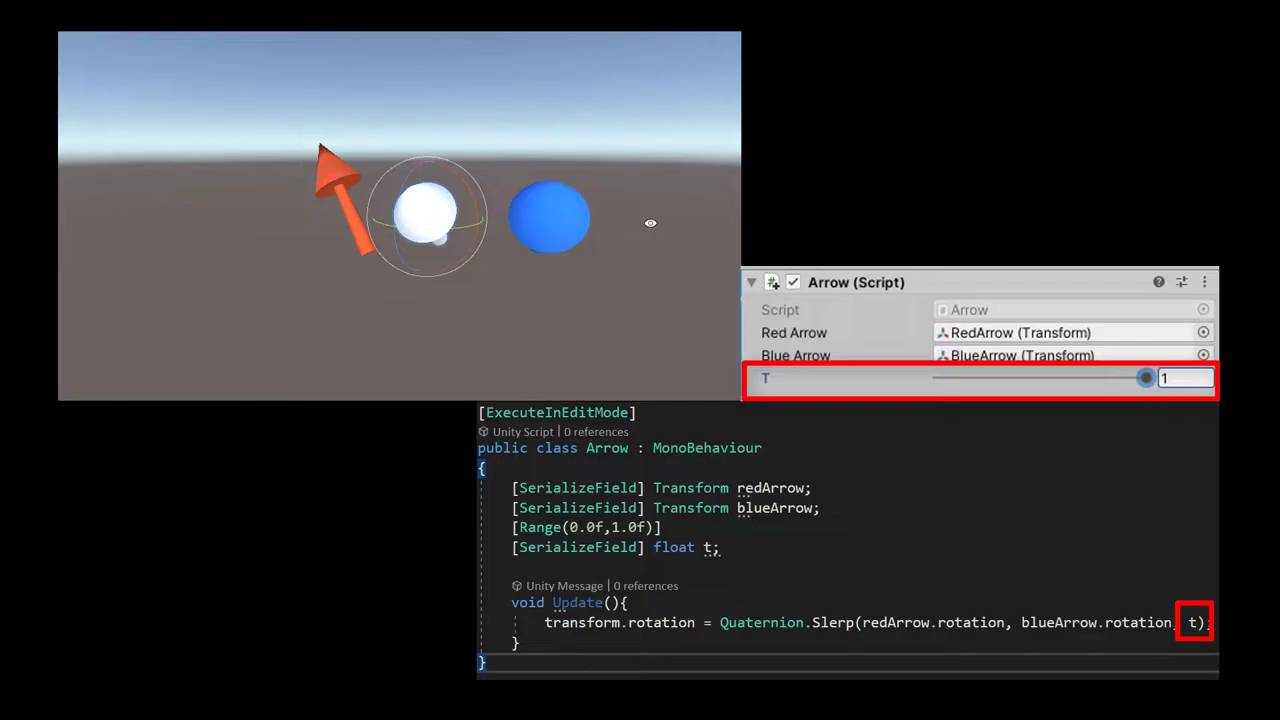 Arrow (Script)
Script Arrow
Red Arrow RedArrow (Transform)
Blue Arrow BlueArrow (Transform)
T 1
[ExecuteInEditMode]
Unity Script | 0 references
public class Arrow : MonoBehaviour
{
[SerializeField] Transform redArrow;
[SerializeField] Transform blueArrow;
[Range(0.0f,1.0f)]
[SerializeField] float t;
Unity Message | 0 references
void Update(){
transform.rotation = Quaternion.Slerp(redArrow.rotation, blueArrow.rotation, t);
}
}